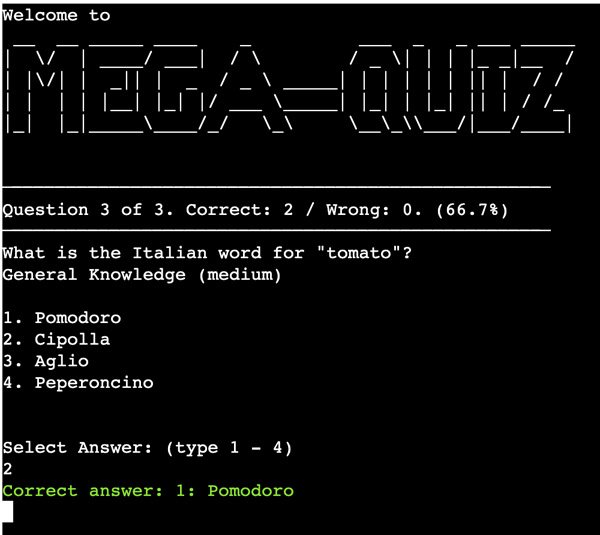 Welcome to
MEGA-QUIZ
Question 3 of 3. Correct: 2 / Wrong: 0. (66.7%)
What is the Italian word for "tomato"?
General Knowledge (medium)
1. Pomodoro
2. Cipolla
3. Aglio
4. Peperoncino
Select Answer: (type 1 - 4)
2
Correct answer: 1: Pomodoro